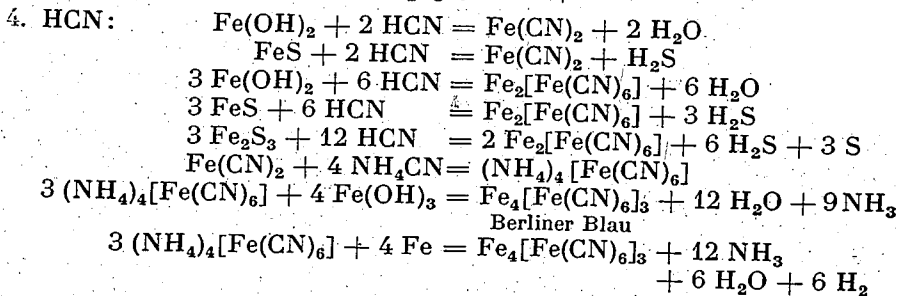 4. HCN: Fe(OH)₂ + 2 HCN = Fe(CN)₂ + 2 H₂O
FeS + 2 HCN = Fe(CN)₂ + H₂S
3 Fe(OH)₂ + 6 HCN = Fe₂[Fe(CN)₆] + 6 H₂O
3 FeS + 6 HCN = Fe₂[Fe(CN)₆] + 3 H₂S
3 Fe₂S₃ + 12 HCN = 2 Fe₂[Fe(CN)₆] + 6 H₂S + 3 S
Fe(CN)₂ + 4 NH₄CN = (NH₄)₄[Fe(CN)₆]
3 (NH₄)₄[Fe(CN)₆] + 4 Fe(OH)₃ = Fe₄[Fe(CN)₆]₃ + 12 H₂O + 9 NH₃
Berliner Blau
3 (NH₄)₄[Fe(CN)₆] + 4 Fe = Fe₄[Fe(CN)₆]₃ + 12 NH₃
+ 6 H₂O + 6 H₂